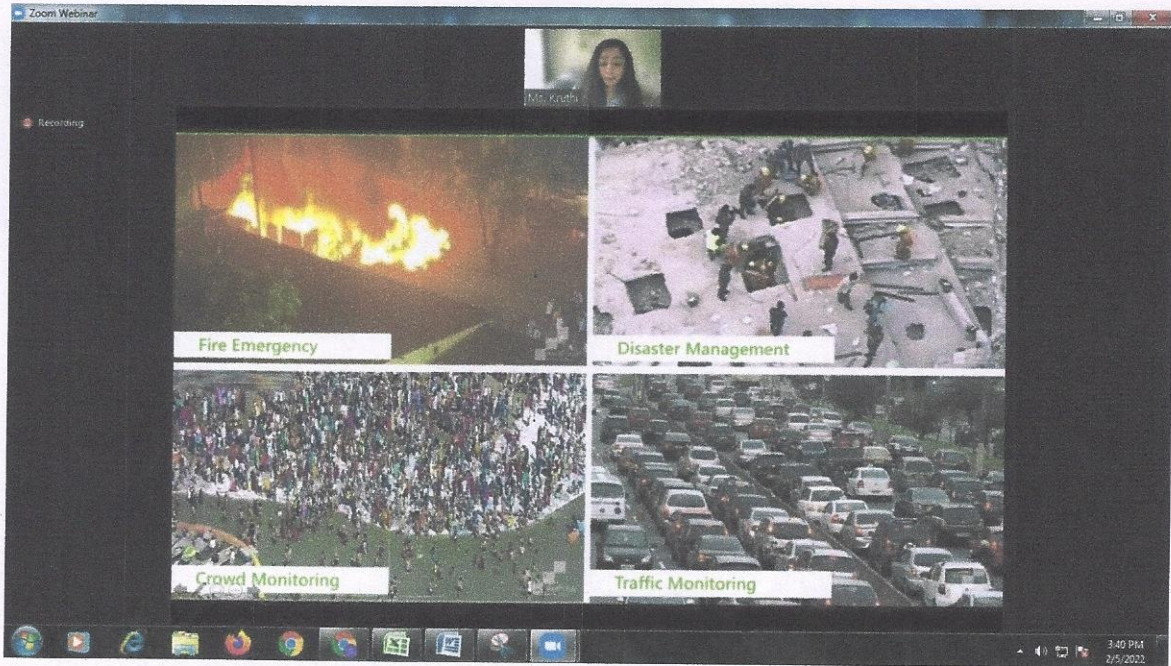 Zoom Webinar
Ms. Kruthi
Recording
Fire Emergency
Disaster Management
Crowd Monitoring
Traffic Monitoring
3:40 PM
2/5/2022